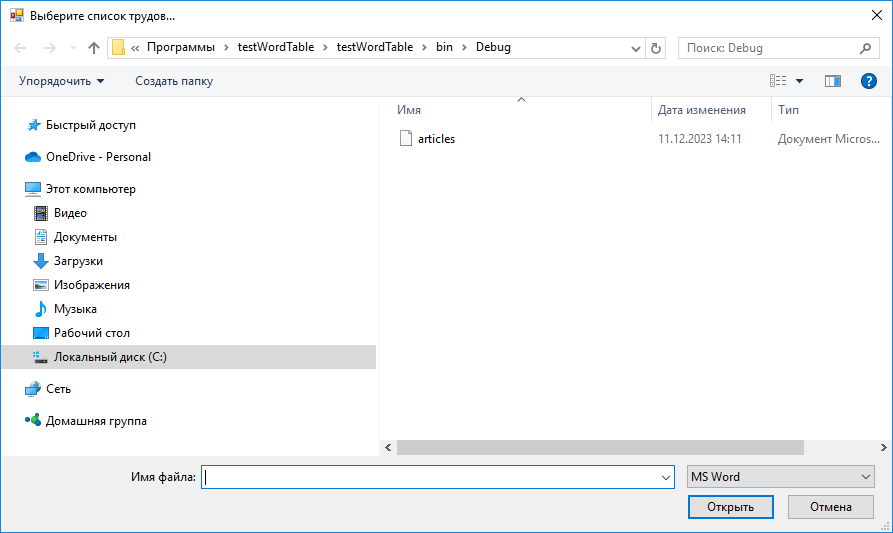 Выберите список трудов...
« Программы > testWordTable > testWordTable > bin > Debug
Поиск: Debug
Упорядочить
Создать папку
?
Имя
Дата изменения
Тип
Быстрый доступ
articles
11.12.2023 14:11
Документ Micros...
OneDrive - Personal
Этот компьютер
Видео
Документы
Загрузки
Изображения
Музыка
Рабочий стол
Локальный диск (C:)
Сеть
Домашняя группа
Имя файла:
MS Word
Открыть
Отмена